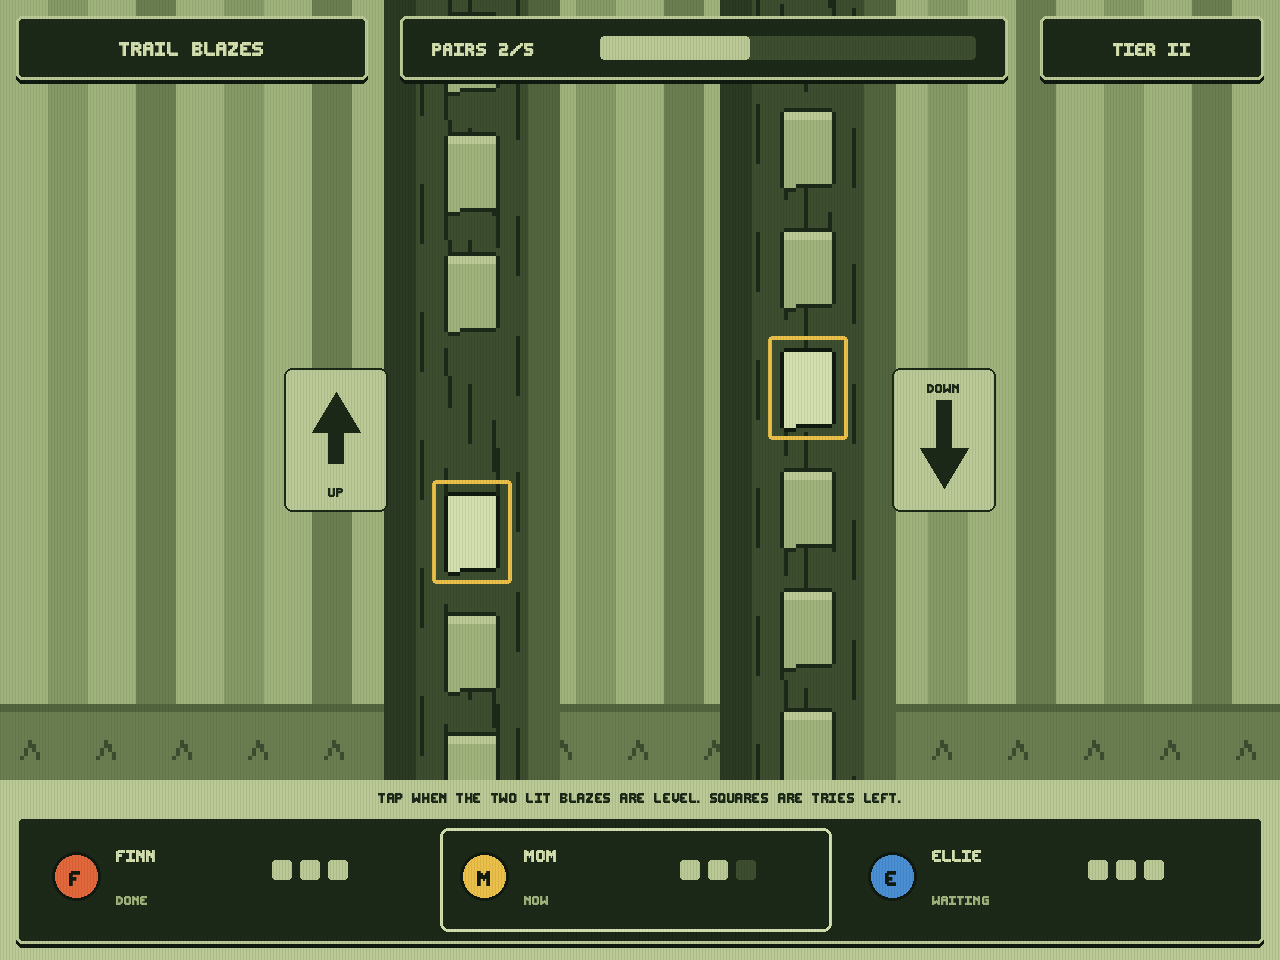 TRAIL BLAZES
PAIRS 2/5
TIER II
UP
DOWN
TAP WHEN THE TWO LIT BLAZES ARE LEVEL. SQUARES ARE TRIES LEFT.
F
FINN
DONE
M
MOM
NOW
E
ELLIE
WAITING